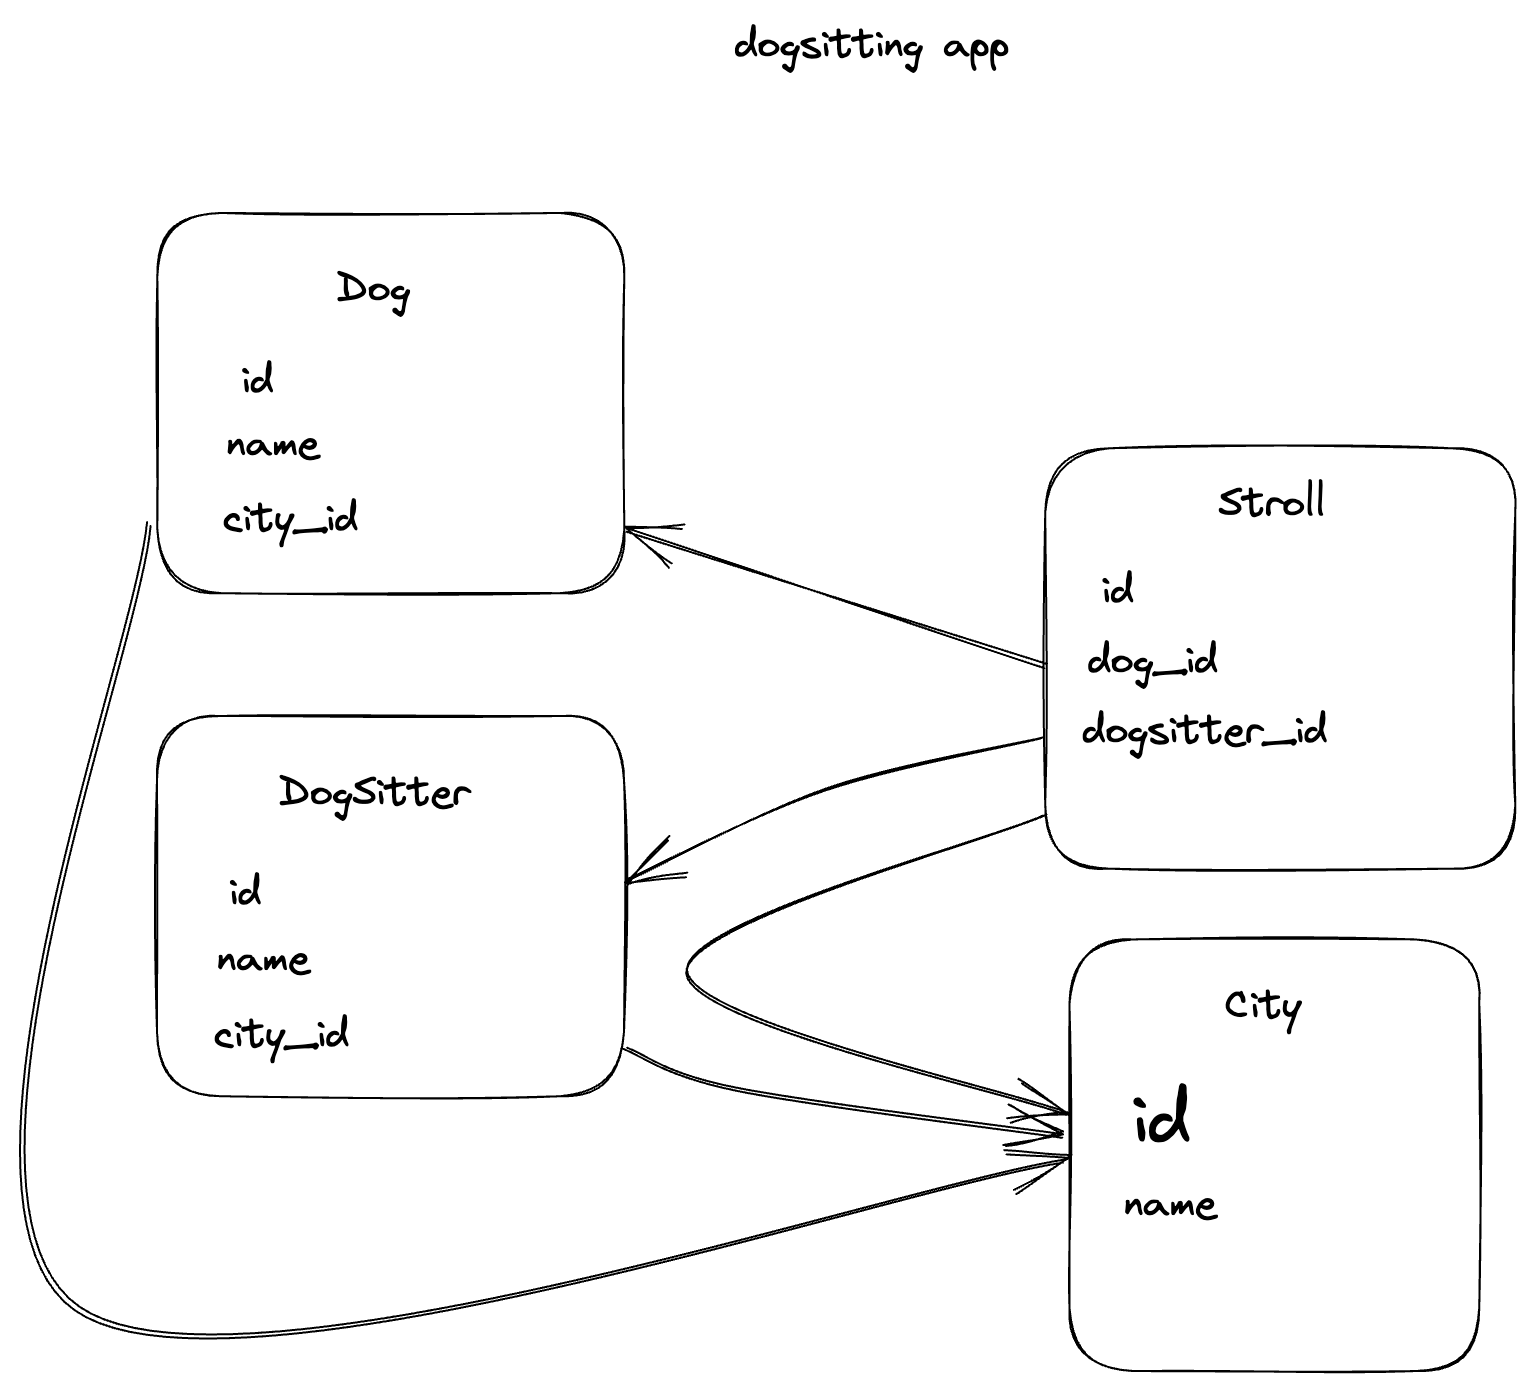 dogsitting app
Dog
id
name
city_id
Stroll
id
dog_id
dogsitter_id
DogSitter
id
name
city_id
City
id
name